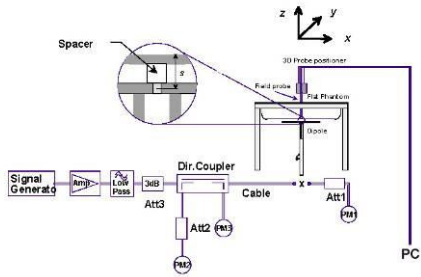 z
y
x
Spacer
s
3D Probe positioner
Field probe
Flat Phantom
Dipole
Dir.Coupler
Signal
Generato
Amp
Low
Pass
3dB
Cable
x
Att1
Att3
Att2
PM3
PM1
PM2
PC